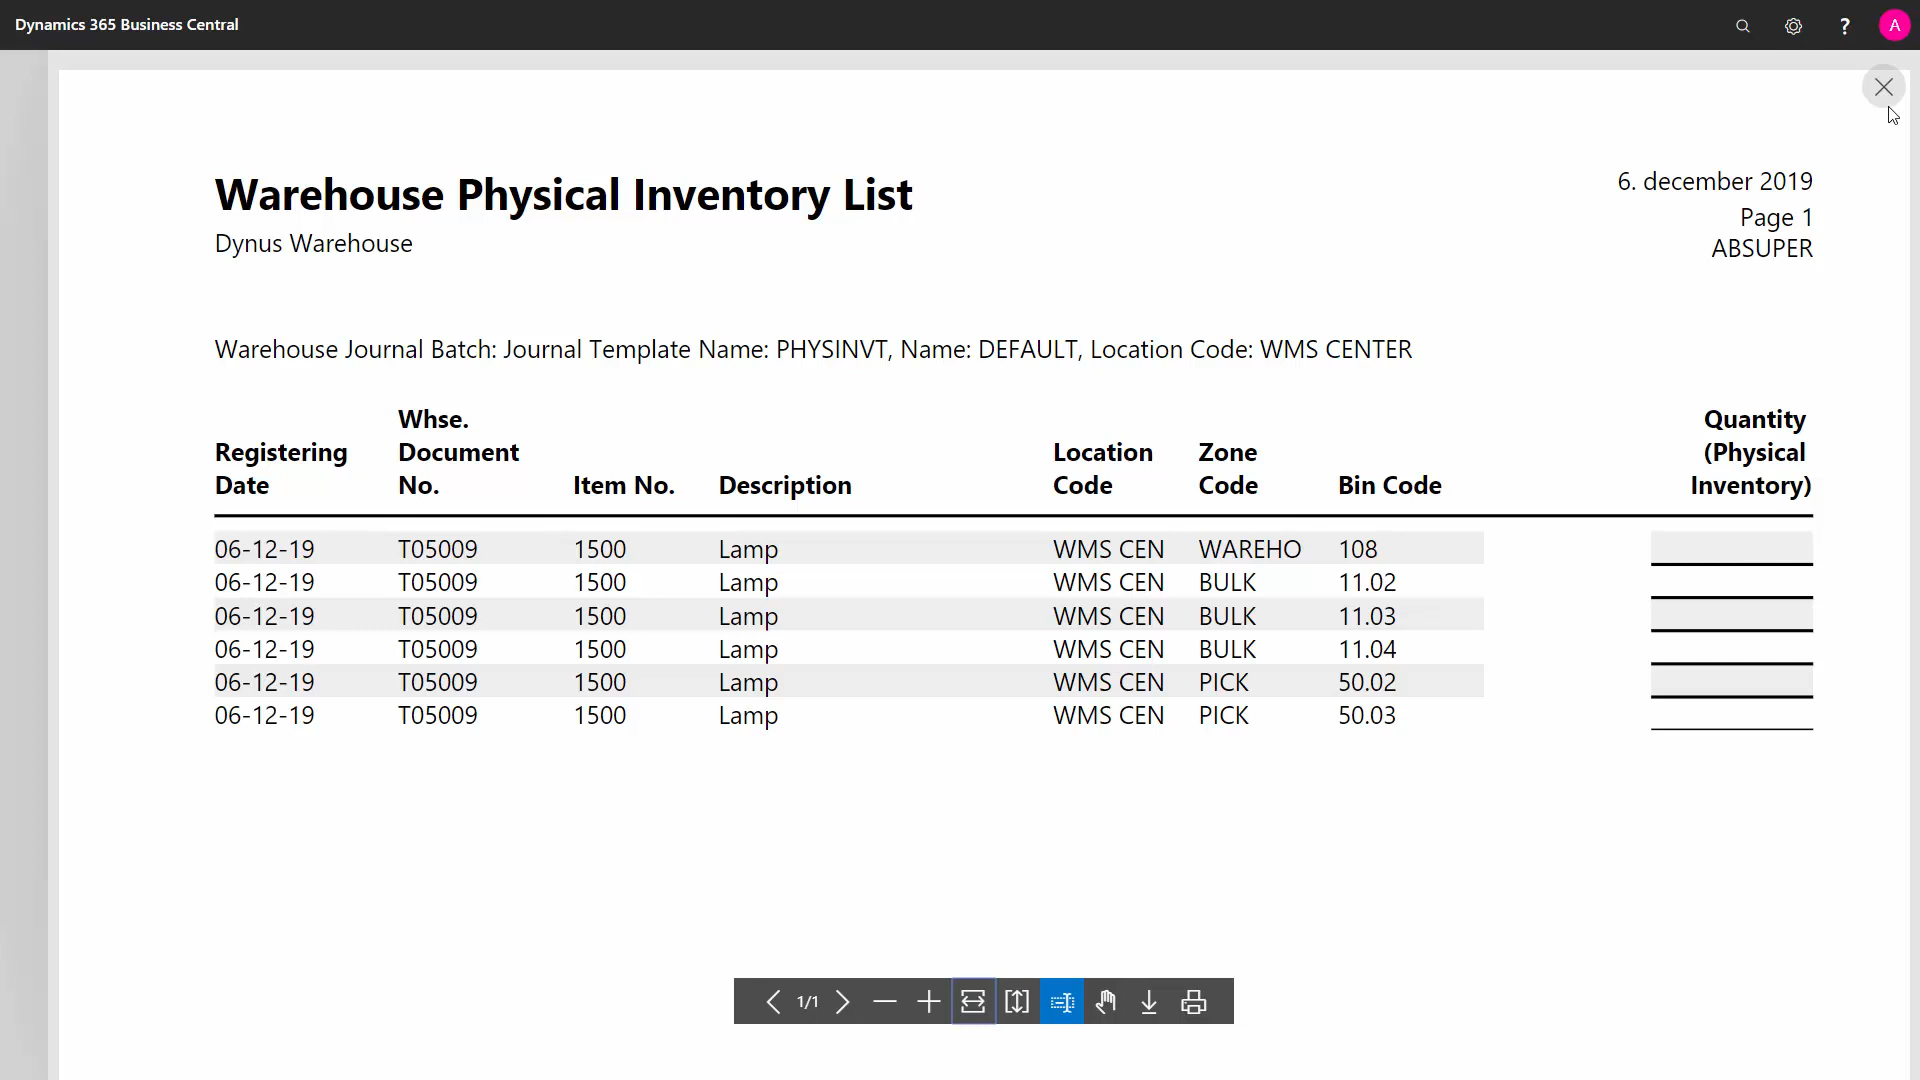 Dynamics 365 Business Central
?
A
Warehouse Physical Inventory List
6. december 2019
Dynus Warehouse
Page 1
ABSUPER
Warehouse Journal Batch: Journal Template Name: PHYSINVT, Name: DEFAULT, Location Code: WMS CENTER
Registering Date Whse. Document No. Item No. Description Location Code Zone Code Bin Code Quantity (Physical Inventory)
06-12-19 T05009 1500 Lamp WMS CEN WAREHO 108
06-12-19 T05009 1500 Lamp WMS CEN BULK 11.02
06-12-19 T05009 1500 Lamp WMS CEN BULK 11.03
06-12-19 T05009 1500 Lamp WMS CEN BULK 11.04
06-12-19 T05009 1500 Lamp WMS CEN PICK 50.02
06-12-19 T05009 1500 Lamp WMS CEN PICK 50.03
1/1